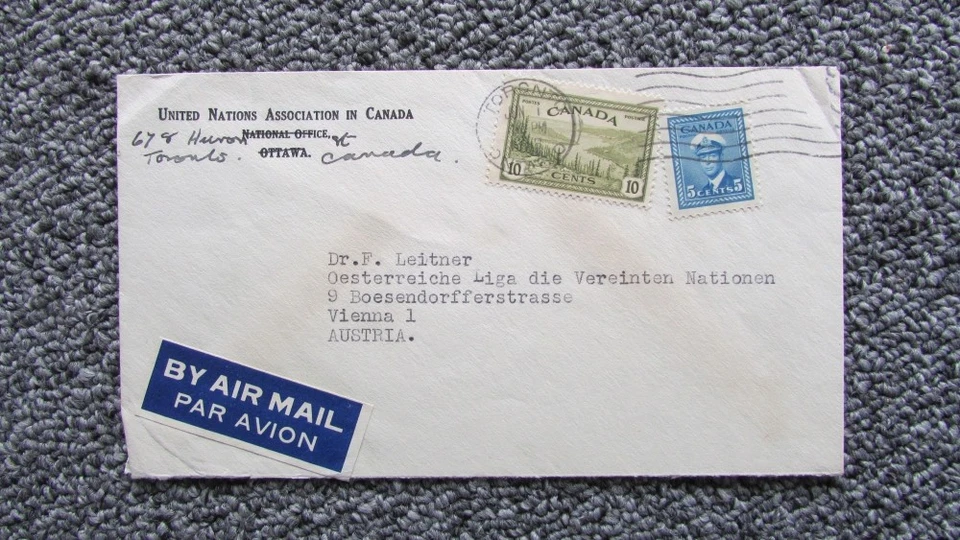 UNITED NATIONS ASSOCIATION IN CANADA
NATIONAL OFFICE,
OTTAWA.
678 Huron st
Toronto. Canada.
TORONTO
POSTES POSTAGE
CANADA
10 CENTS 10
CANADA
5 CENTS 5
Dr.F. Leitner
Oesterreiche Liga die Vereinten Nationen
9 Boesendorfferstrasse
Vienna 1
AUSTRIA.
BY AIR MAIL
PAR AVION